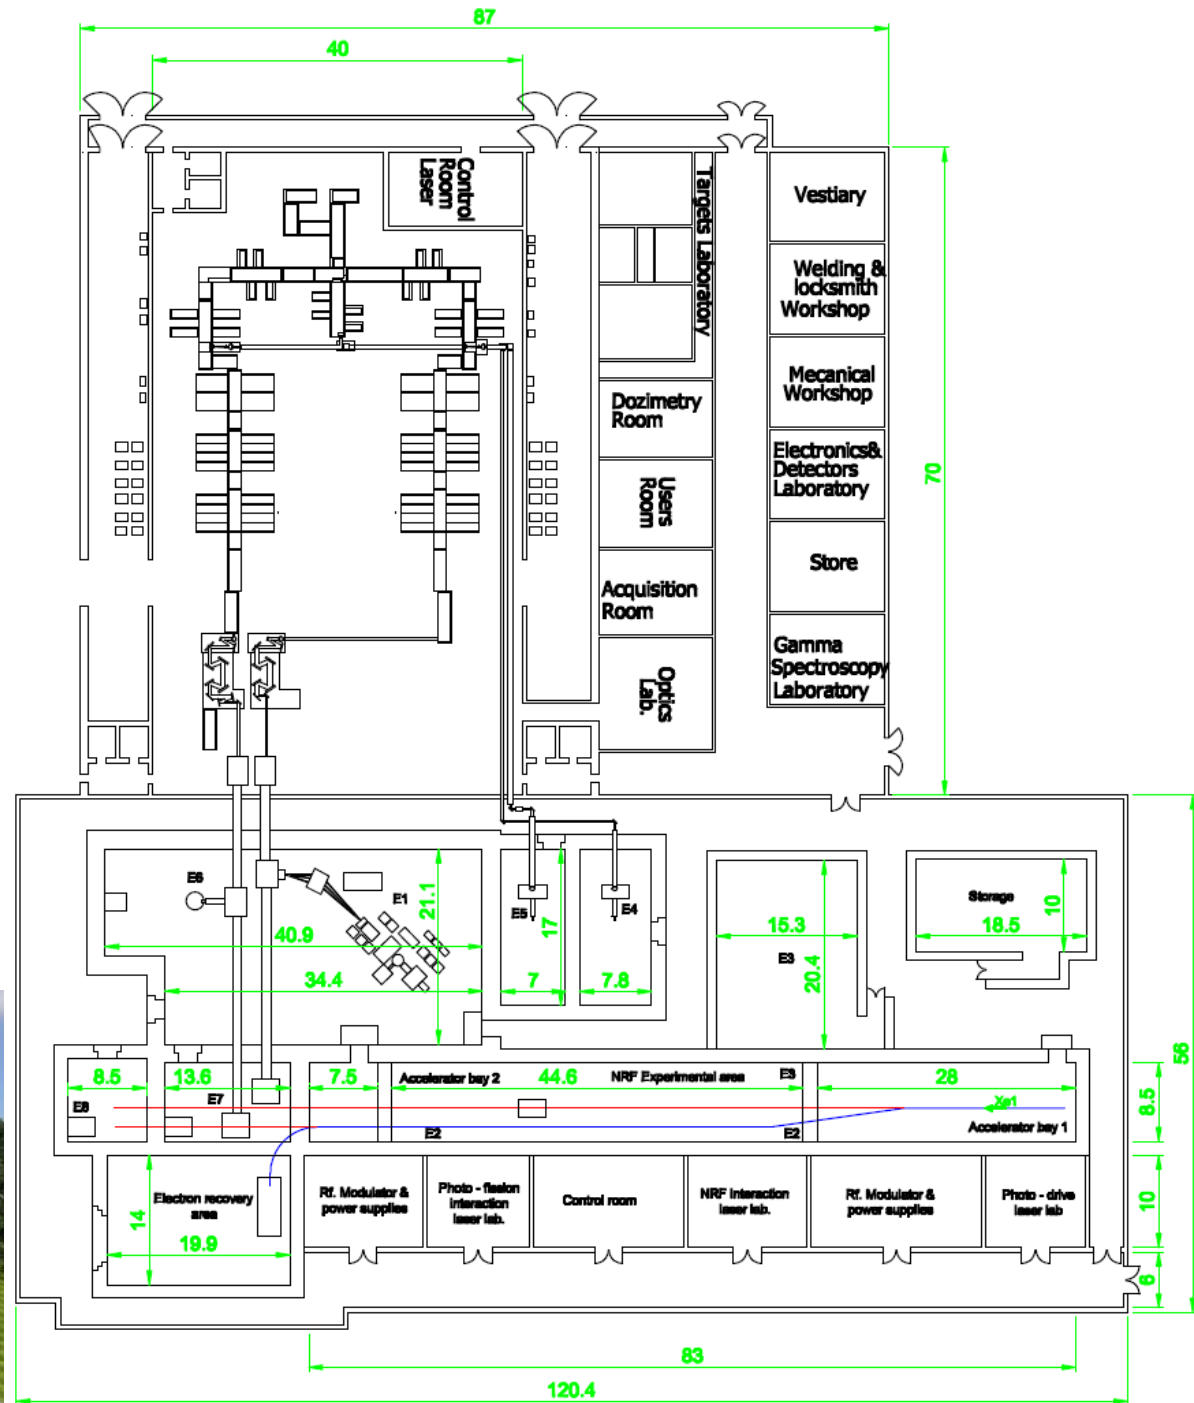 87
40
Control
Room
Laser
Targets Laboratory
Vestiary
Welding &
locksmith
Workshop
Mecanical
Workshop
Dozimetry
Room
Electronics&
Detectors
Laboratory
70
Users
Room
Store
Acquisition
Room
Gamma
Spectroscopy
Laboratory
Optics
Lab.
E6
E1
21.1
40.9
34.4
E5
17
7
E4
7.8
15.3
E3
20.4
Storage
10
18.5
56
8.5
13.6
7.5
Accelerator bay 2
44.6
NRF Experimental area
E3
28
E8
E7
Xe1
8.5
E2
E2
Accelerator bay 1
Electron recovery
area
14
19.9
Rf. Modulator &
power supplies
Photo - fission
interaction
laser lab.
Control room
NRF interaction
laser lab.
Rf. Modulator &
power supplies
Photo - drive
laser lab
10
6
83
120.4